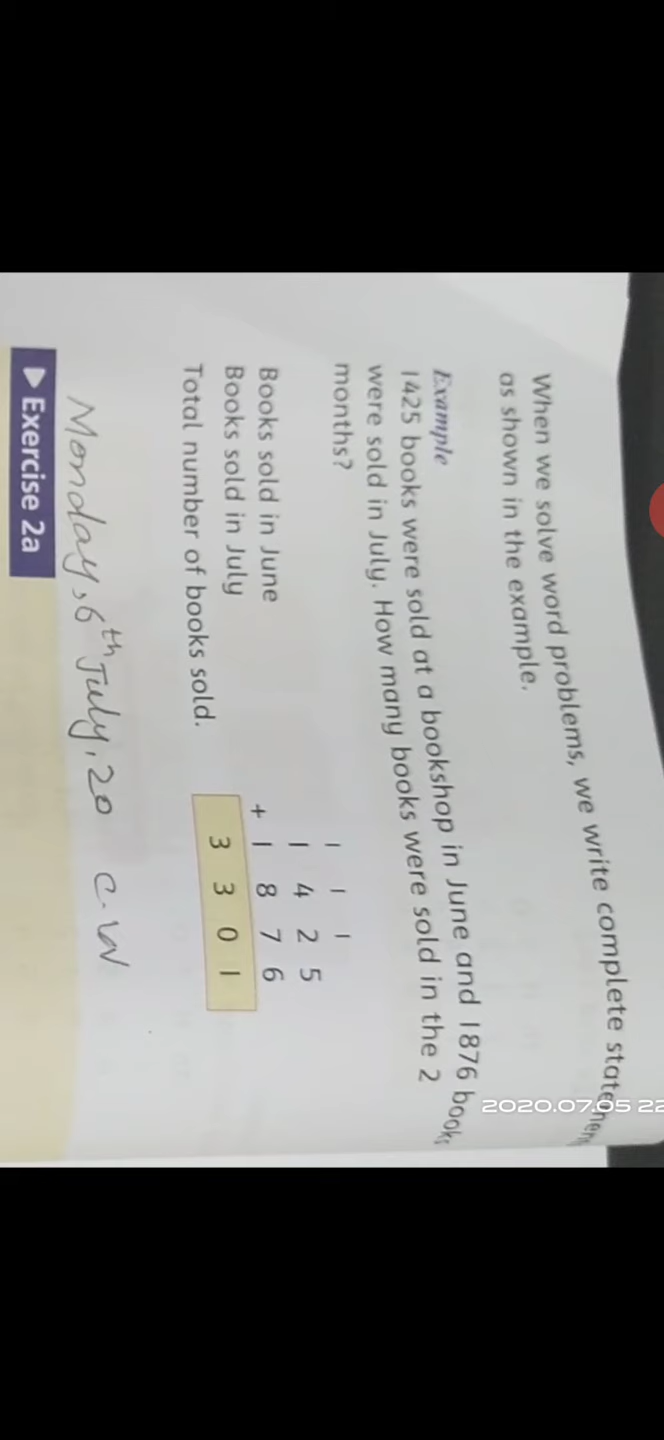 When we solve word problems, we write complete statemen
as shown in the example.
Example
1425 books were sold at a bookshop in June and 1876 books
were sold in July. How many books were sold in the 2
months?
1 1 1
Books sold in June 1 4 2 5
Books sold in July + 1 8 7 6
Total number of books sold. 3 3 0 1
Monday, 6th July, 20 C.W
▶ Exercise 2a
2020.07.05 22